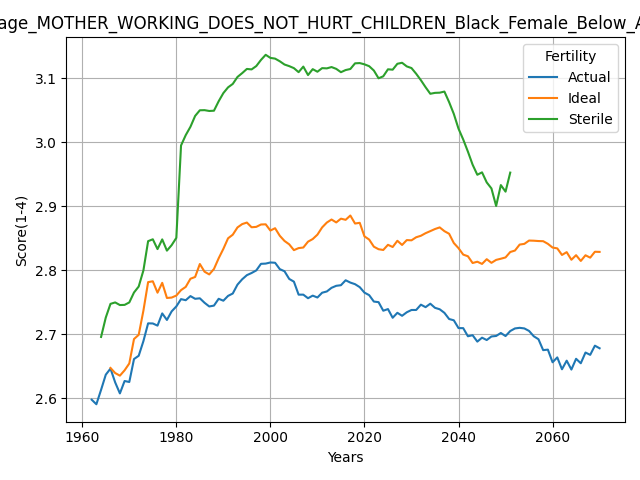 age_MOTHER_WORKING_DOES_NOT_HURT_CHILDREN_Black_Female_Below_A
Fertility
Actual
Ideal
Sterile
Score(1-4)
3.1
3.0
2.9
2.8
2.7
2.6
1960 1980 2000 2020 2040 2060
Years